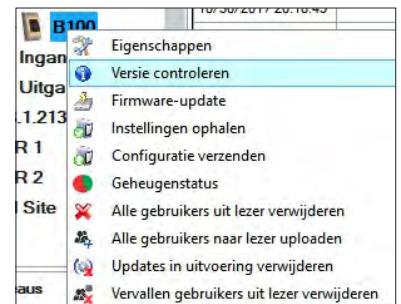 B100
Ingan
Uitga
.1.213
R 1
R 2
l Site
aus
10/30/2017 20:18:45
Eigenschappen
Versie controleren
Firmware-update
Instellingen ophalen
Configuratie verzenden
Geheugenstatus
Alle gebruikers uit lezer verwijderen
Alle gebruikers naar lezer uploaden
Updates in uitvoering verwijderen
Vervallen gebruikers uit lezer verwijderen